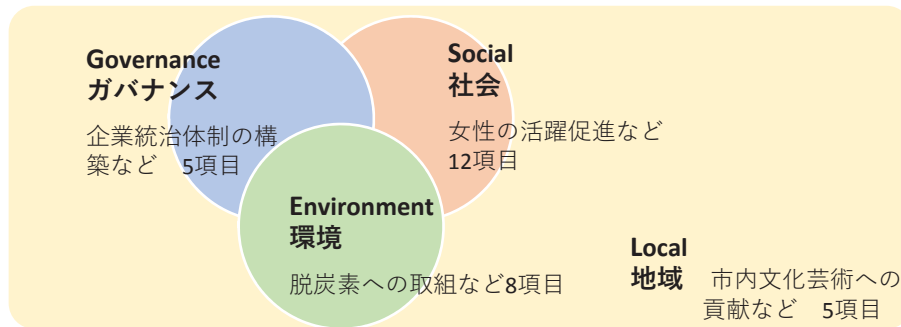 Governance
ガバナンス
企業統治体制の構
築など　5項目
Social
社会
女性の活躍促進など
12項目
Environment
環境
脱炭素への取組など8項目
Local
地域　市内文化芸術への
貢献など　5項目